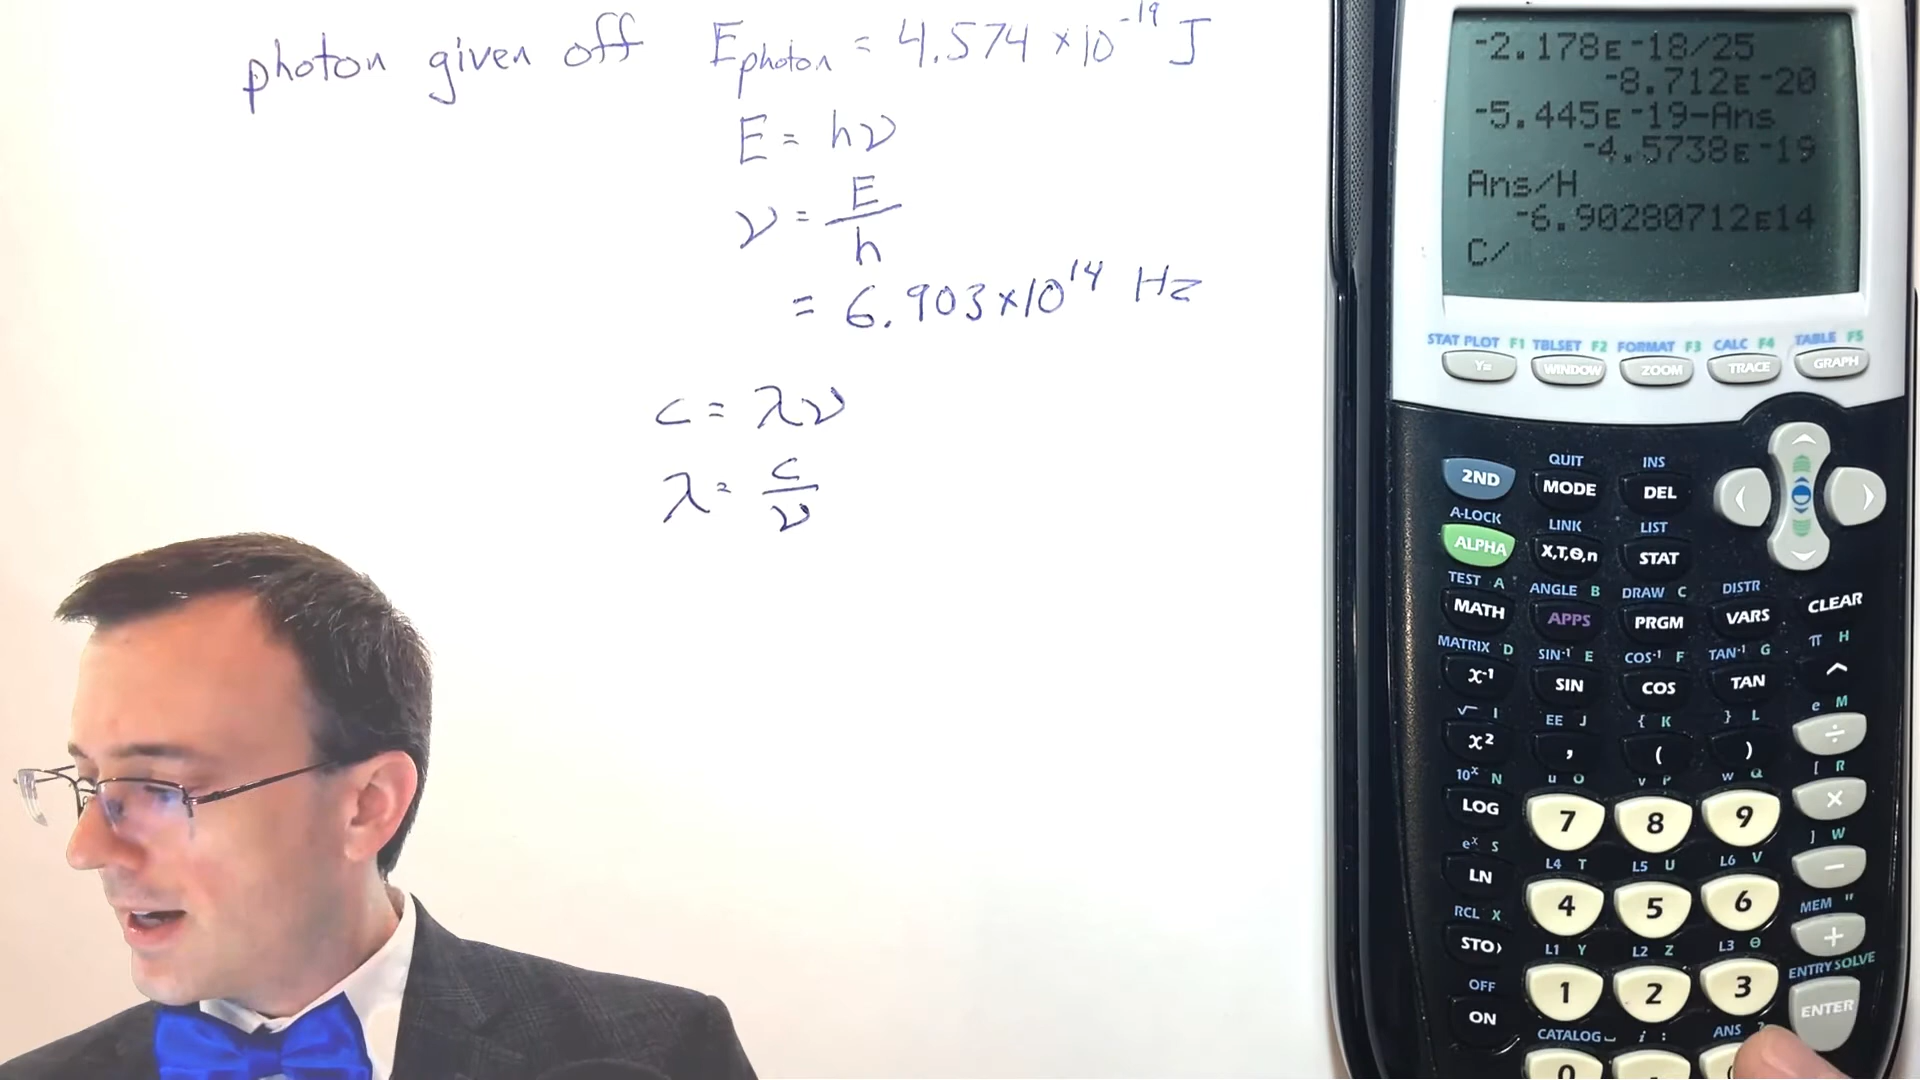 photon given off Ephoton = 4.574 ×10⁻¹⁹ J
E = hν
ν = E/h
= 6.903×10¹⁴ Hz
c = λν
λ = c/ν
-2.178E-18/25
-8.712E-20
-5.445E-19-Ans
-4.5738E-19
Ans/H
-6.90280712E14
C/
STAT PLOT F1 TBLSET F2 FORMAT F3 CALC F4 TABLE F5
Y= WINDOW ZOOM TRACE GRAPH
QUIT INS
2ND MODE DEL
A-LOCK LINK LIST
ALPHA X,T,Θ,n STAT
TEST A ANGLE B DRAW C DISTR
MATH APPS PRGM VARS CLEAR
MATRIX D SIN⁻¹ E COS⁻¹ F TAN⁻¹ G π H
x⁻¹ SIN COS TAN ^
√ I EE J { K } L e M
x² , ( ) ÷
10ˣ N u O v P w Q [ R
LOG 7 8 9 ×
eˣ S L4 T L5 U L6 V ] W
LN 4 5 6 −
RCL X L1 Y L2 Z L3 Θ MEM "
STO› 1 2 3 +
OFF CATALOG ⎵ i : ANS ? ENTRY SOLVE
ON 0 ENTER